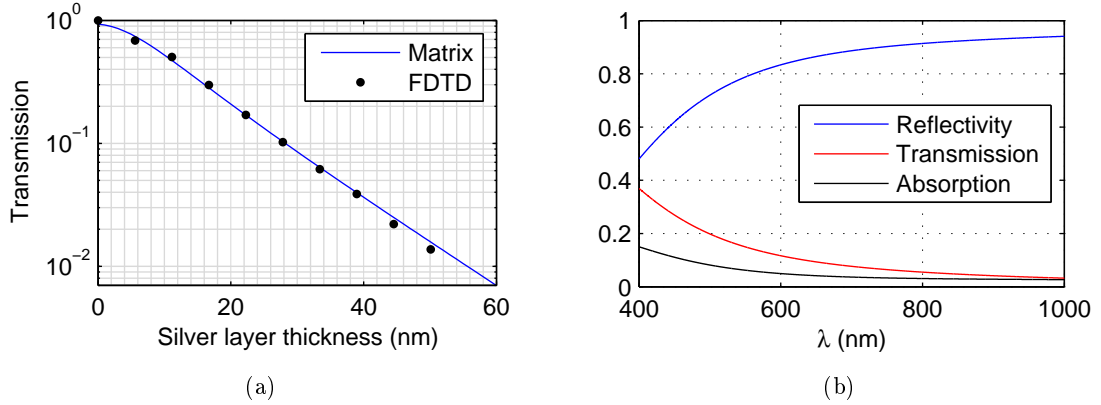 10^0
10^-1
10^-2
Transmission
Matrix
FDTD
0 20 40 60
Silver layer thickness (nm)
(a)
1
0.8
0.6
0.4
0.2
0
Reflectivity
Transmission
Absorption
400 600 800 1000
λ (nm)
(b)